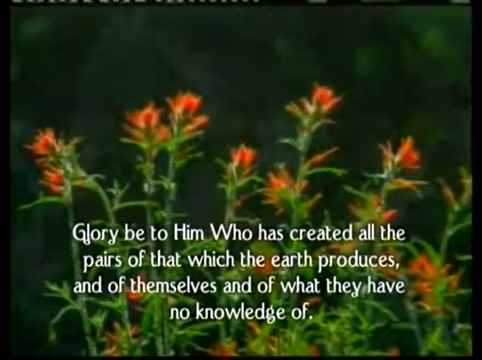 Glory be to Him Who has created all the
pairs of that which the earth produces,
and of themselves and of what they have
no knowledge of.